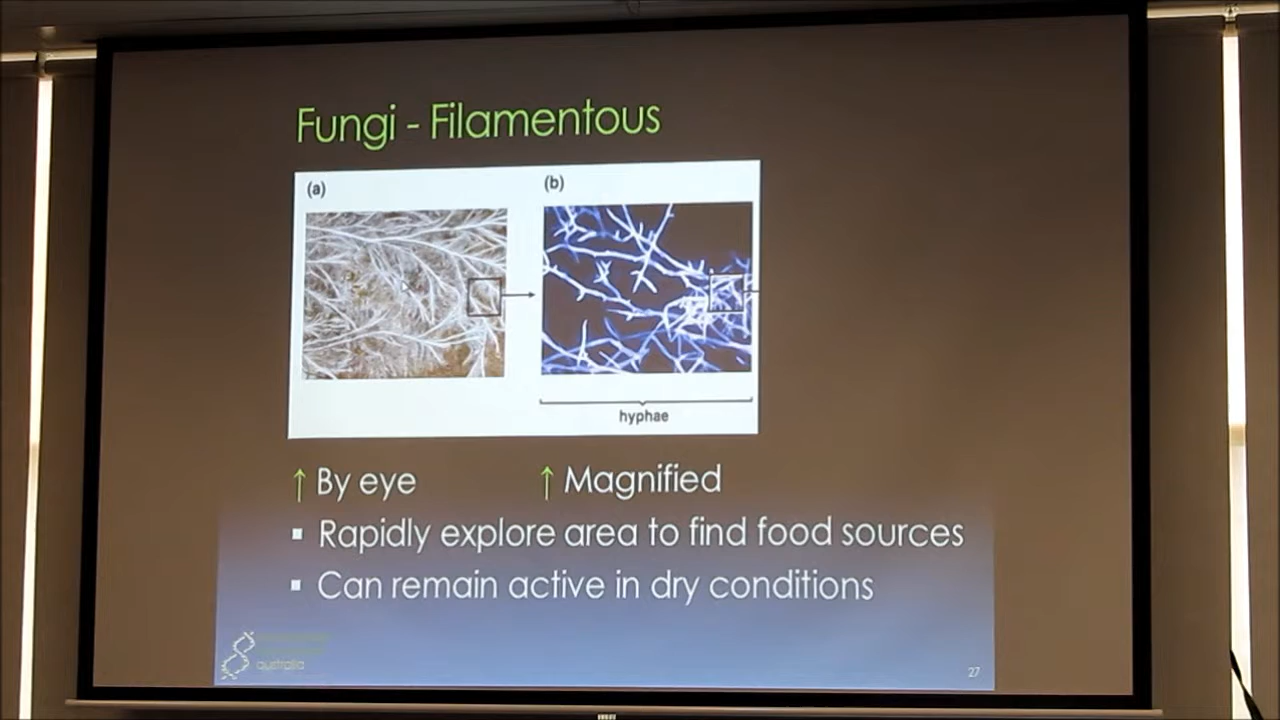 Fungi - Filamentous
(a)
(b)
hyphae
↑ By eye
↑ Magnified
▪ Rapidly explore area to find food sources
▪ Can remain active in dry conditions
australia
27